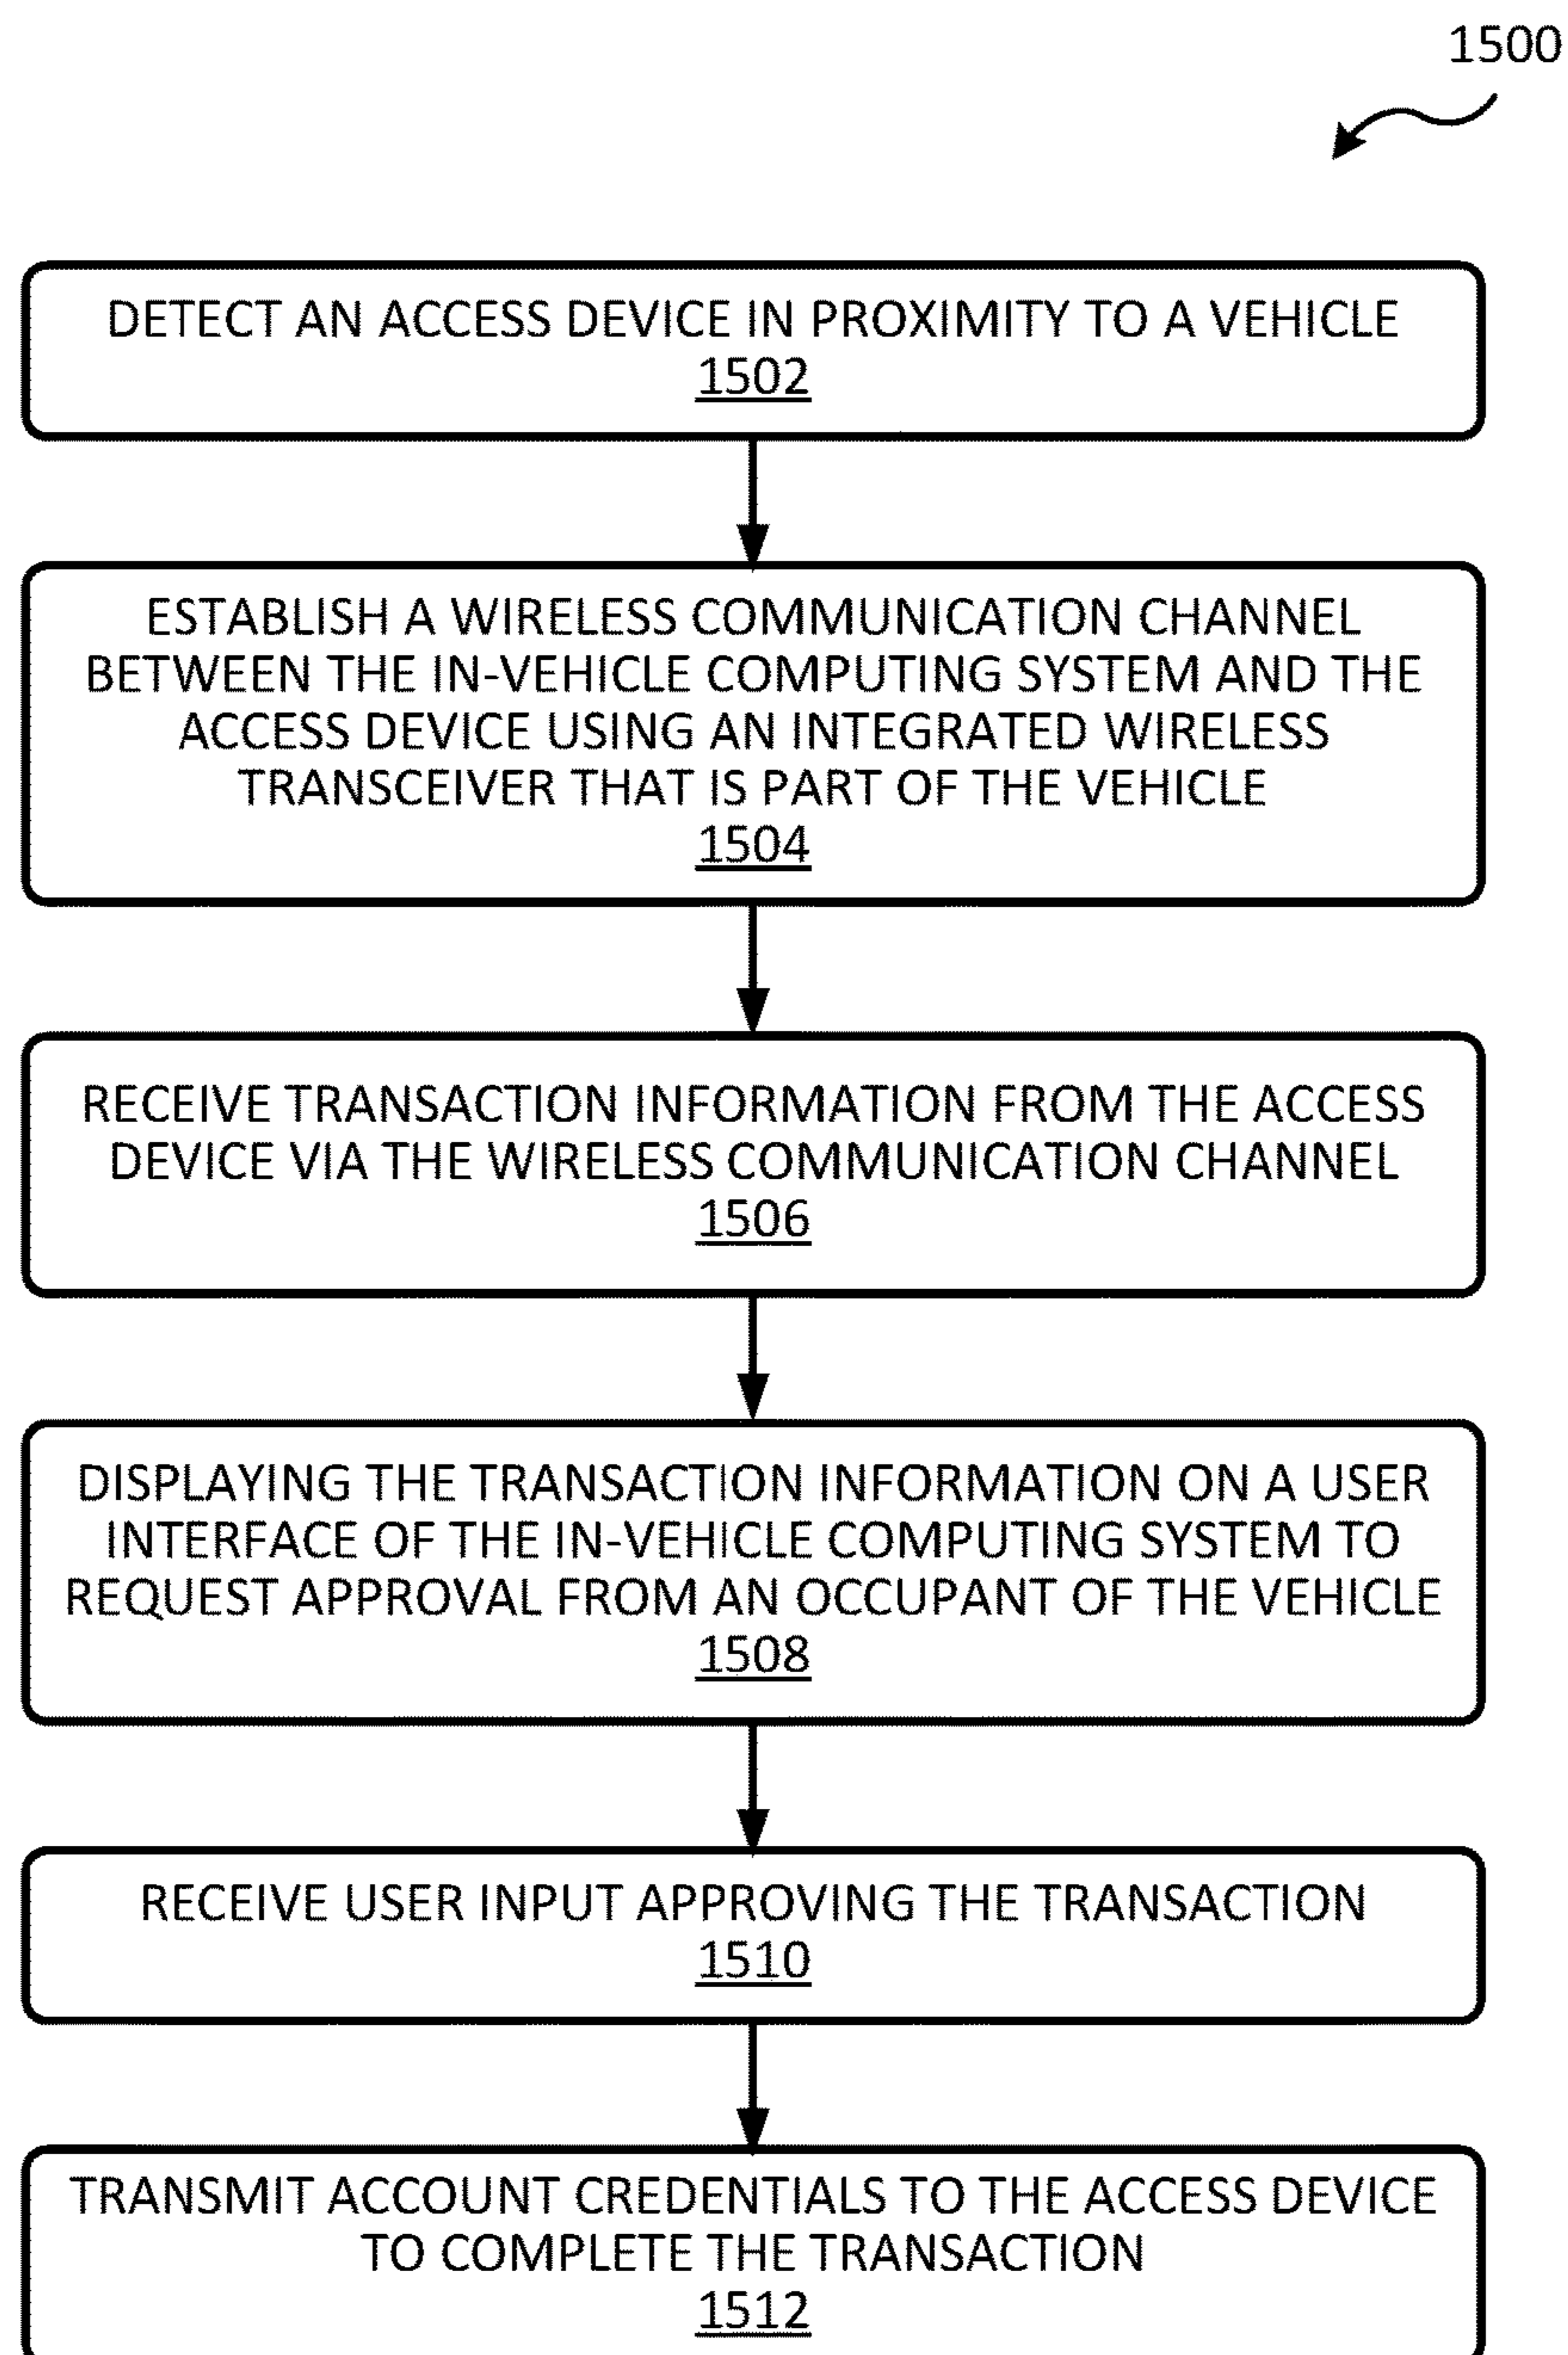 1500
DETECT AN ACCESS DEVICE IN PROXIMITY TO A VEHICLE
1502
ESTABLISH A WIRELESS COMMUNICATION CHANNEL
BETWEEN THE IN-VEHICLE COMPUTING SYSTEM AND THE
ACCESS DEVICE USING AN INTEGRATED WIRELESS
TRANSCEIVER THAT IS PART OF THE VEHICLE
1504
RECEIVE TRANSACTION INFORMATION FROM THE ACCESS
DEVICE VIA THE WIRELESS COMMUNICATION CHANNEL
1506
DISPLAYING THE TRANSACTION INFORMATION ON A USER
INTERFACE OF THE IN-VEHICLE COMPUTING SYSTEM TO
REQUEST APPROVAL FROM AN OCCUPANT OF THE VEHICLE
1508
RECEIVE USER INPUT APPROVING THE TRANSACTION
1510
TRANSMIT ACCOUNT CREDENTIALS TO THE ACCESS DEVICE
TO COMPLETE THE TRANSACTION
1512